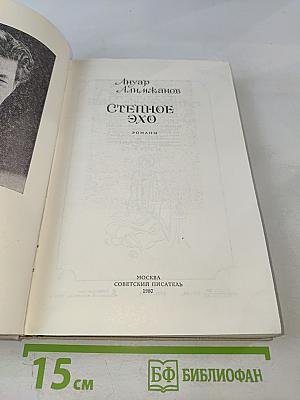 Ануар
Алимжанов
СТЕПНОЕ
ЭХО
РОМАНЫ
МОСКВА
СОВЕТСКИЙ ПИСАТЕЛЬ
1982
15 см
БФ БИБЛИОФАН